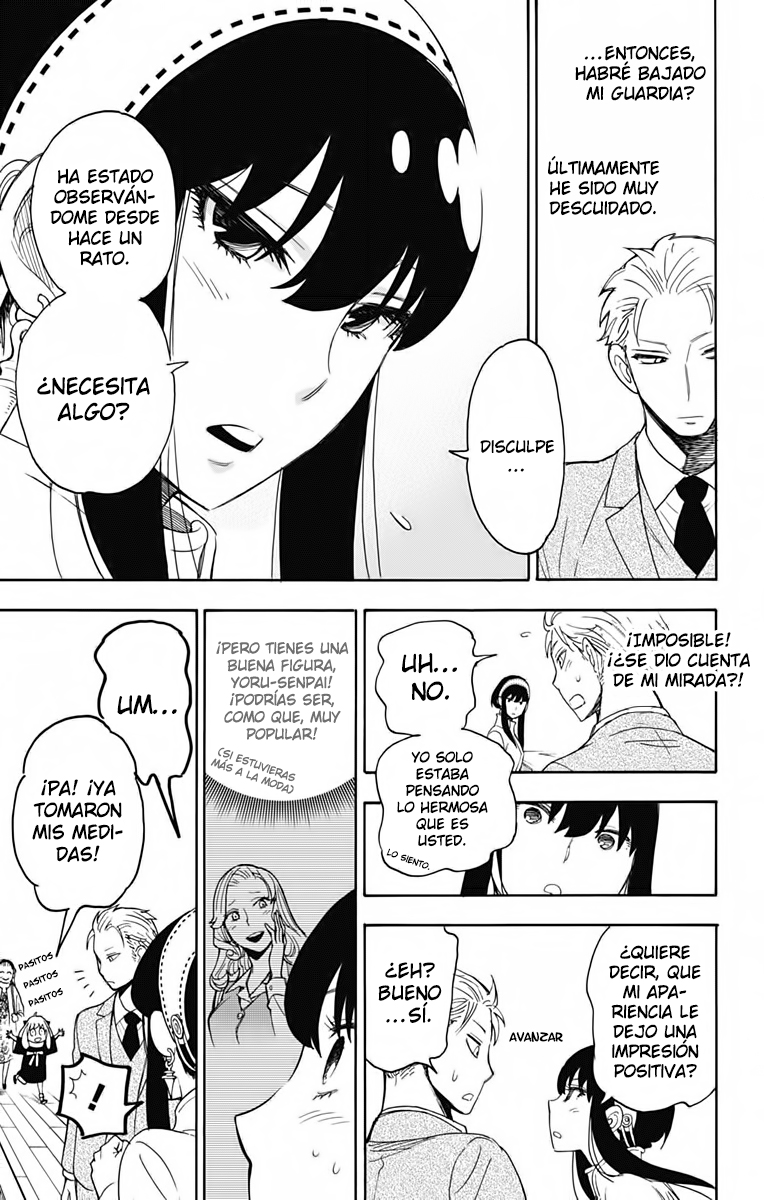 ...ENTONCES,
HABRÉ BAJADO
MI GUARDIA?
ÚLTIMAMENTE
HE SIDO MUY
DESCUIDADO.
DISCULPE
...
HA ESTADO
OBSERVÁN-
DOME DESDE
HACE UN
RATO.
¿NECESITA
ALGO?
¡IMPOSIBLE!
¡¿SE DIO CUENTA
DE MI MIRADA?!
UH...
NO.
YO SOLO
ESTABA
PENSANDO
LO HERMOSA
QUE ES
USTED.
LO SIENTO.
¿QUIERE
DECIR, QUE
MI APA-
RIENCIA LE
DEJO UNA
IMPRESIÓN
POSITIVA?
AVANZAR
¿EH?
BUENO
...SÍ.
¡PERO TIENES UNA
BUENA FIGURA,
YORU-SENPAI!
¡PODRÍAS SER,
COMO QUE, MUY
POPULAR!
(SI ESTUVIERAS
MÁS A LA MODA)
UM...
¡PA! ¡YA
TOMARON
MIS MEDI-
DAS!
PASITOS
PASITOS
PASITOS
!